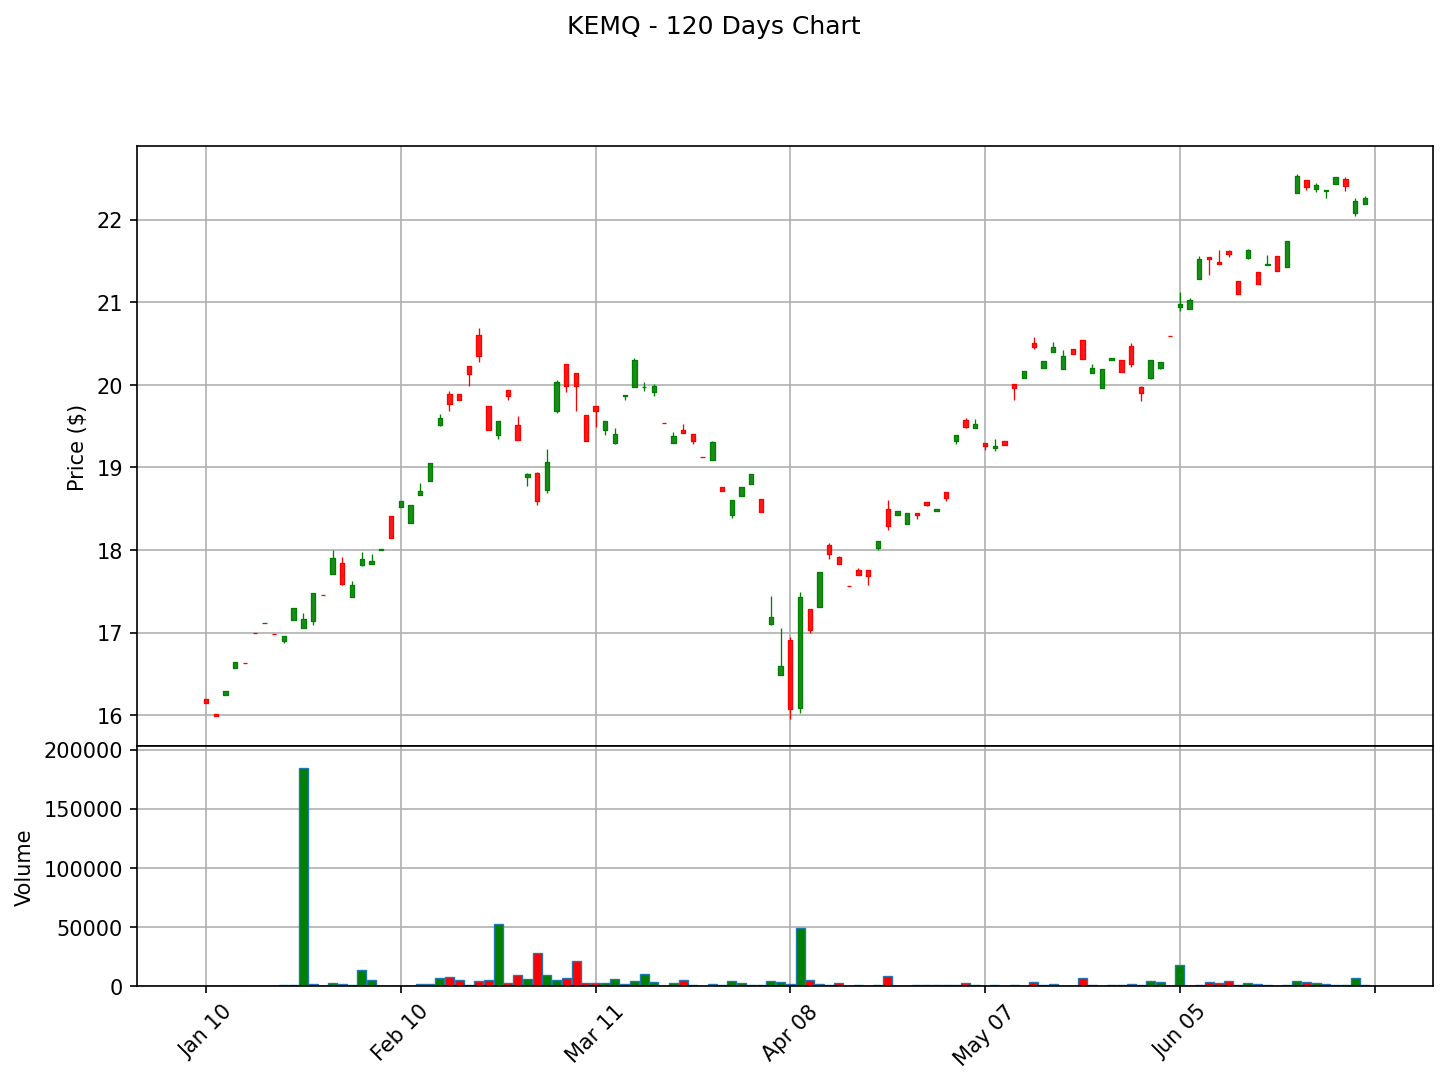 KEMQ - 120 Days Chart
Price ($)
22
21
20
19
18
17
16
Volume
200000
150000
100000
50000
0
Jan 10
Feb 10
Mar 11
Apr 08
May 07
Jun 05